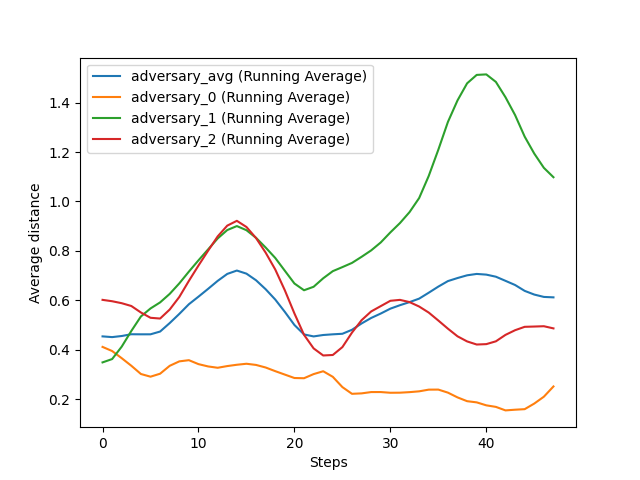 adversary_avg (Running Average)
adversary_0 (Running Average)
adversary_1 (Running Average)
adversary_2 (Running Average)
Average distance
1.4
1.2
1.0
0.8
0.6
0.4
0.2
0 10 20 30 40
Steps